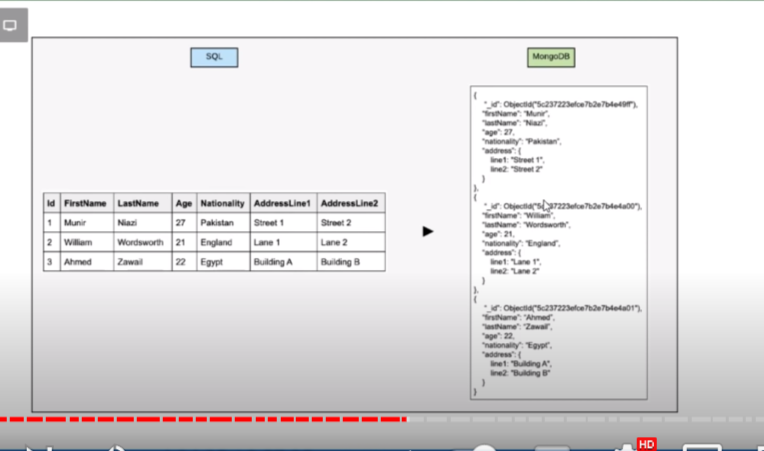 SQL
MongoDB
Id FirstName LastName Age Nationality AddressLine1 AddressLine2
1 Munir Niazi 27 Pakistan Street 1 Street 2
2 William Wordsworth 21 England Lane 1 Lane 2
3 Ahmed Zawail 22 Egypt Building A Building B
{
"_id": ObjectId("5c237223efce7b2e7b4e49ff"),
"firstName": "Munir",
"lastName": "Niazi",
"age": 27,
"nationality": "Pakistan",
"address": {
line1: "Street 1",
line2: "Street 2"
}
},
{
"firstName": "William",
"lastName": "Wordsworth",
"age": 21,
"nationality": "England",
"address": {
line1: "Lane 1",
line2: "Lane 2"
}
},
{
"_id": ObjectId("5c237223efce7b2e7b4e4a01"),
"firstName": "Ahmed",
"lastName": "Zawail",
"age": 22,
"nationality": "Egypt",
"address": {
line1: "Building A",
line2: "Building B"
}
}
HD